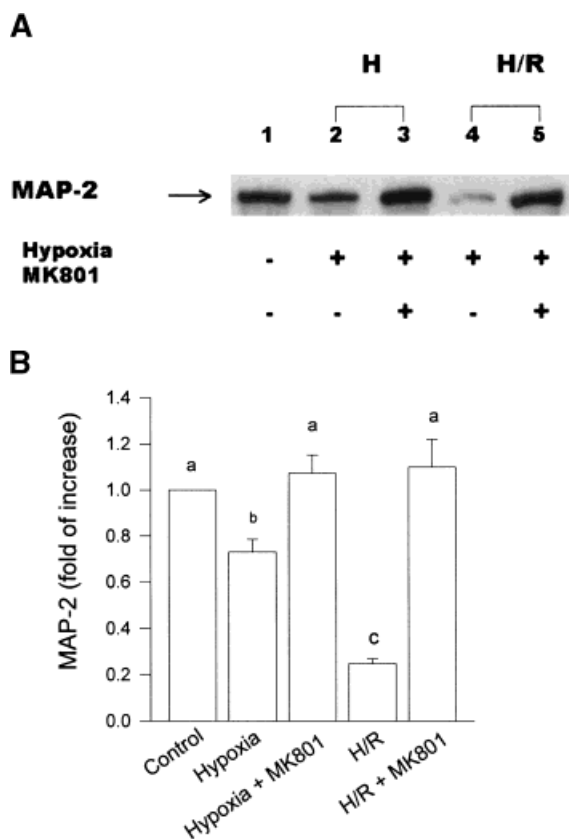 A
H H/R
1 2 3 4 5
MAP-2
Hypoxia - + + + +
MK801
- - + - +
B
MAP-2 (fold of increase)
1.4
1.2
1.0
0.8
0.6
0.4
0.2
0.0
a
b
a
c
a
Control
Hypoxia
Hypoxia + MK801
H/R
H/R + MK801